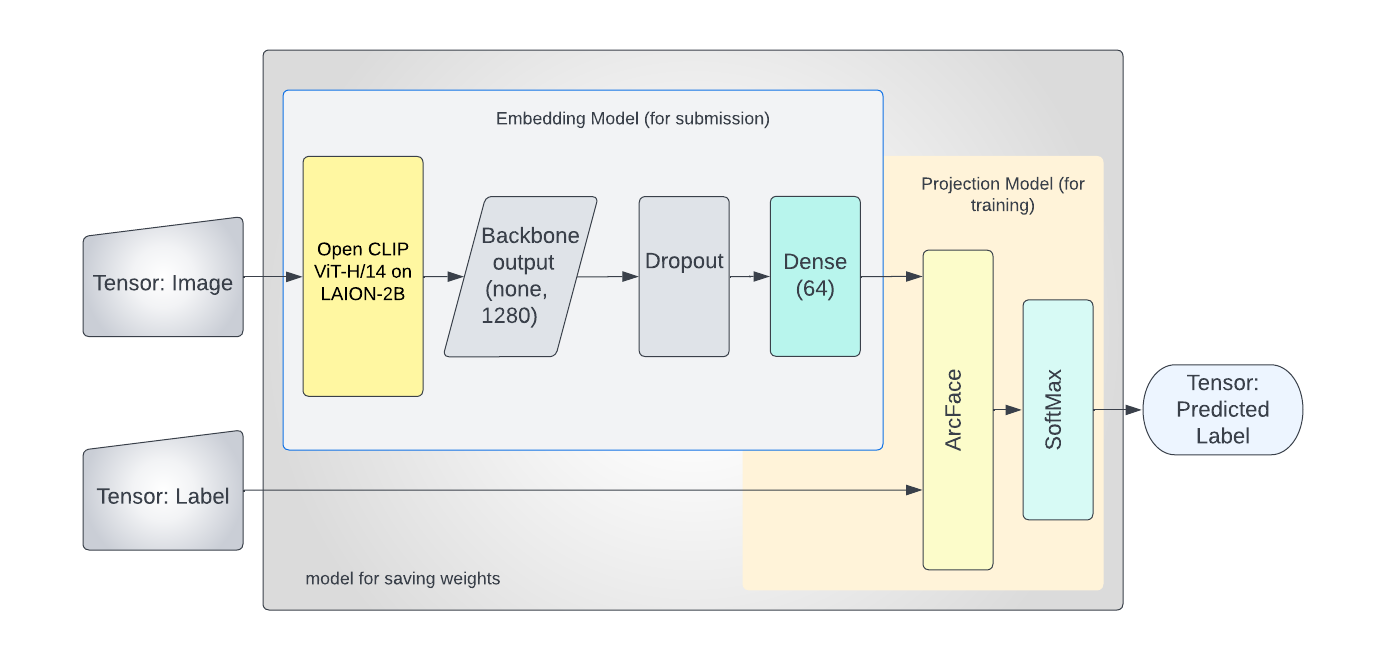 Embedding Model (for submission)
Projection Model (for
training)
Tensor: Image
Open CLIP
ViT-H/14 on
LAION-2B
Backbone
output
(none,
1280)
Dropout
Dense
(64)
ArcFace
SoftMax
Tensor:
Predicted
Label
Tensor: Label
model for saving weights